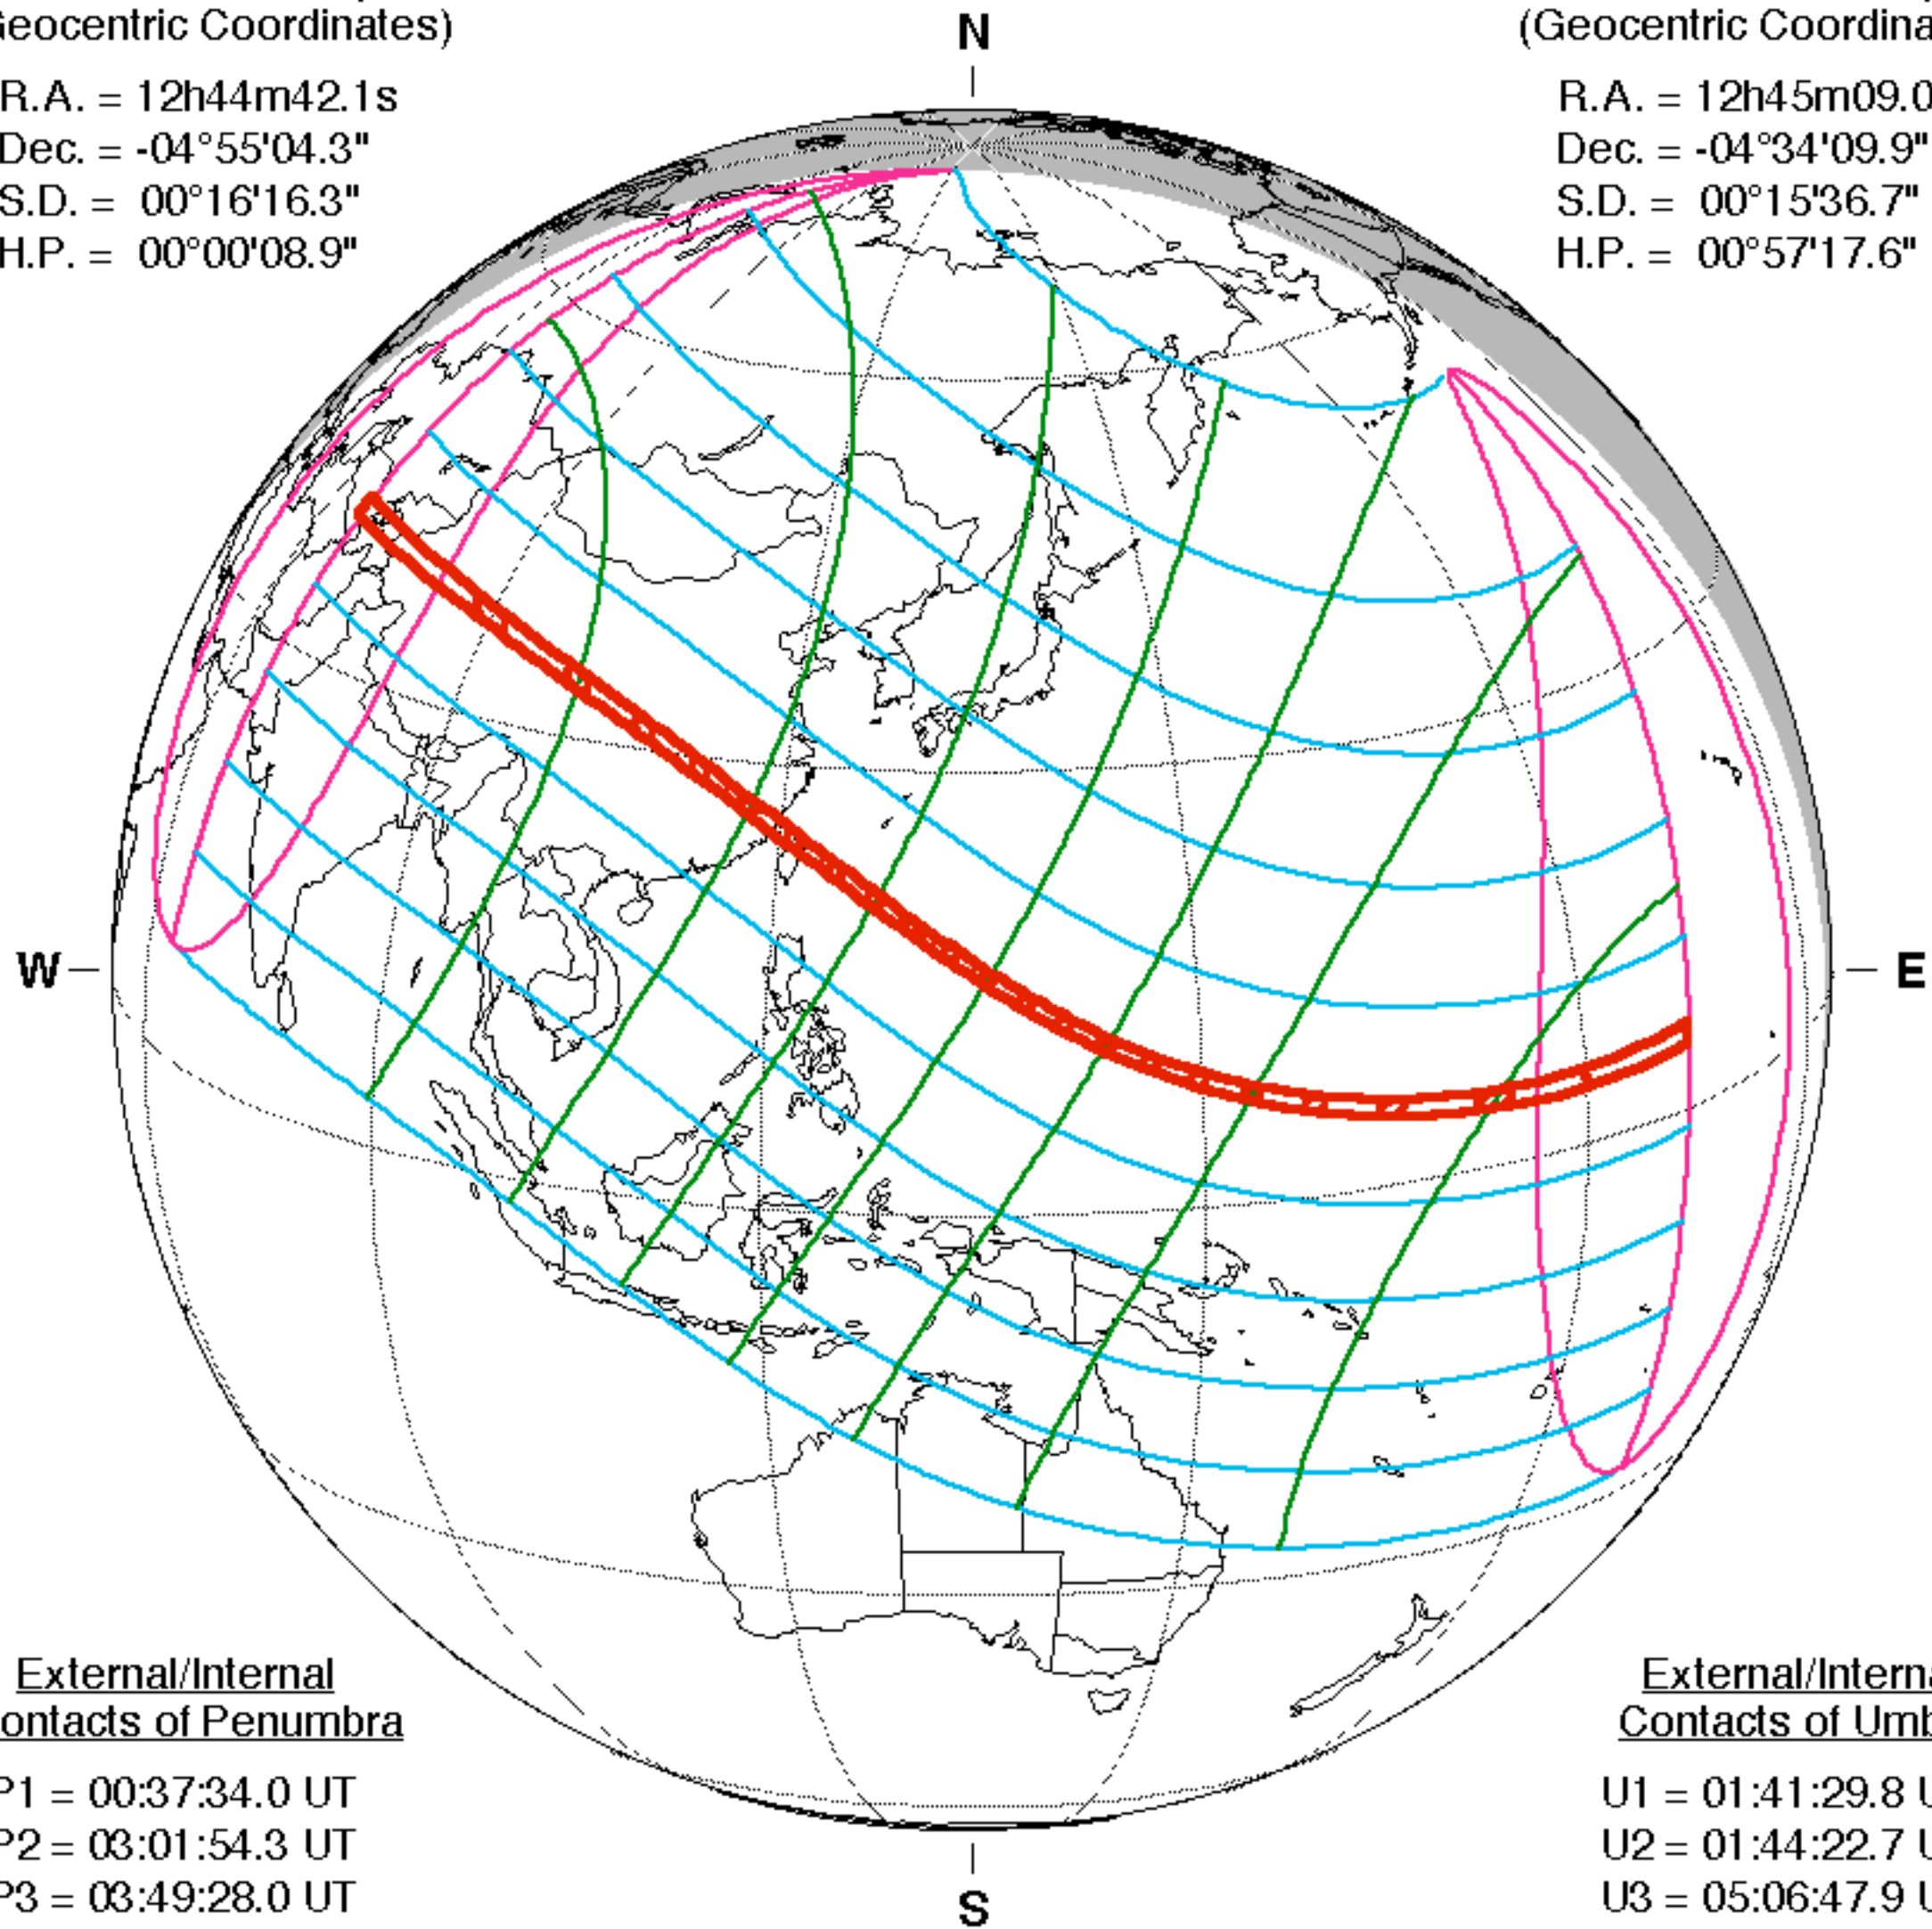 eocentric Coordinates)
R.A. = 12h44m42.1s
Dec. = -04°55'04.3"
S.D. = 00°16'16.3"
H.P. = 00°00'08.9"
N
(Geocentric Coordina
R.A. = 12h45m09.0
Dec. = -04°34'09.9"
S.D. = 00°15'36.7"
H.P. = 00°57'17.6"
W
E
External/Internal
ontacts of Penumbra
P1 = 00:37:34.0 UT
P2 = 03:01:54.3 UT
P3 = 03:49:28.0 UT
S
External/Interna
Contacts of Umb
U1 = 01:41:29.8 U
U2 = 01:44:22.7 U
U3 = 05:06:47.9 U